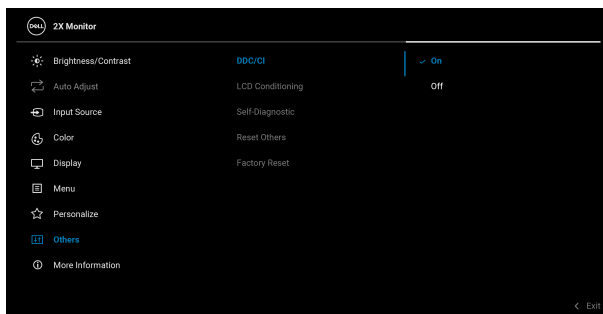 DELL 2X Monitor
Brightness/Contrast DDC/CI On
Auto Adjust LCD Conditioning Off
Input Source Self-Diagnostic
Color Reset Others
Display Factory Reset
Menu
Personalize
Others
More Information
Exit